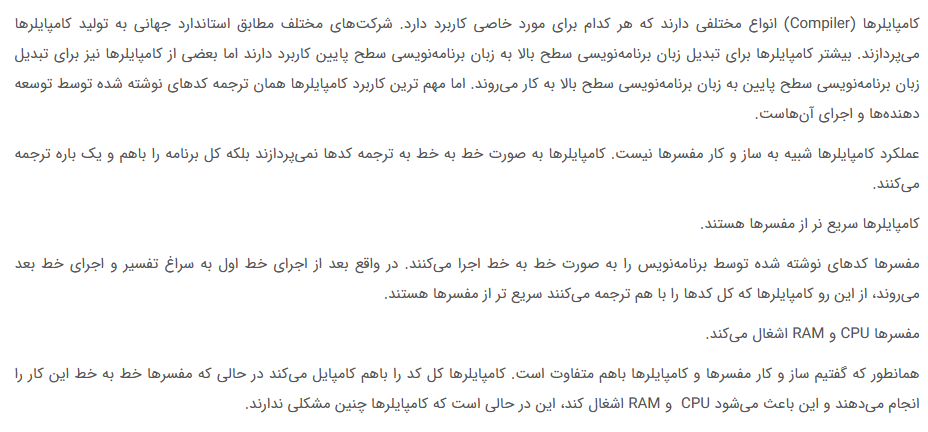 کامپایلرها (Compiler) انواع مختلفی دارند که هر کدام برای مورد خاصی کاربرد دارد. شرکت‌های مختلف مطابق استاندارد جهانی به تولید کامپایلرها
می‌پردازند. بیشتر کامپایلرها برای تبدیل زبان برنامه‌نویسی سطح بالا به زبان برنامه‌نویسی سطح پایین کاربرد دارند اما بعضی از کامپایلرها نیز برای تبدیل
زبان برنامه‌نویسی سطح پایین به زبان برنامه‌نویسی سطح بالا به کار می‌روند. اما مهم ترین کاربرد کامپایلرها همان ترجمه کدهای نوشته شده توسط توسعه
دهنده‌ها و اجرای آن‌هاست.
عملکرد کامپایلرها شبیه به ساز و کار مفسرها نیست. کامپایلرها به صورت خط به خط به ترجمه کدها نمی‌پردازند بلکه کل برنامه را باهم و یک باره ترجمه
می‌کنند.
کامپایلرها سریع نر از مفسرها هستند.
مفسرها کدهای نوشته شده توسط برنامه‌نویس را به صورت خط به خط اجرا می‌کنند. در واقع بعد از اجرای خط اول به سراغ تفسیر و اجرای خط بعد
می‌روند، از این رو کامپایلرها که کل کدها را با هم ترجمه می‌کنند سریع تر از مفسرها هستند.
مفسرها CPU و RAM اشغال می‌کند.
همانطور که گفتیم ساز و کار مفسرها و کامپایلرها باهم متفاوت است. کامپایلرها کل کد را باهم کامپایل می‌کند در حالی که مفسرها خط به خط این کار را
انجام می‌دهند و این باعث می‌شود CPU و RAM اشغال کند، این در حالی است که کامپایلرها چنین مشکلی ندارند.